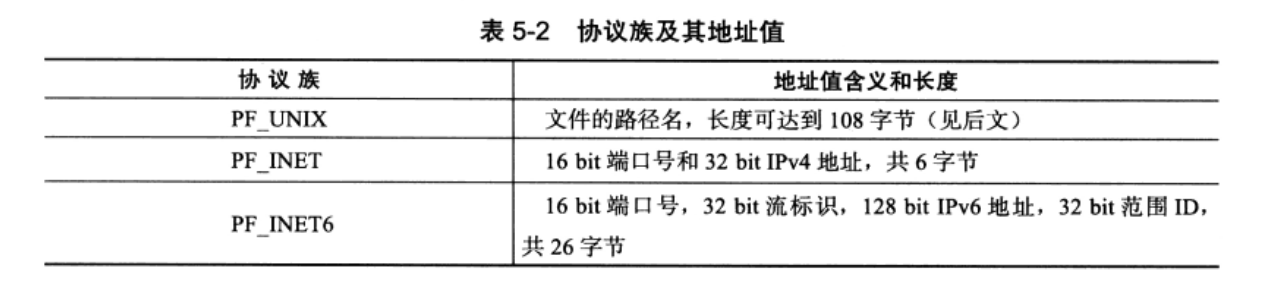 表 5-2 协议族及其地址值
协 议 族 地址值含义和长度
PF_UNIX 文件的路径名，长度可达到 108 字节（见后文）
PF_INET 16 bit 端口号和 32 bit IPv4 地址，共 6 字节
PF_INET6 16 bit 端口号，32 bit 流标识，128 bit IPv6 地址，32 bit 范围 ID，
共 26 字节